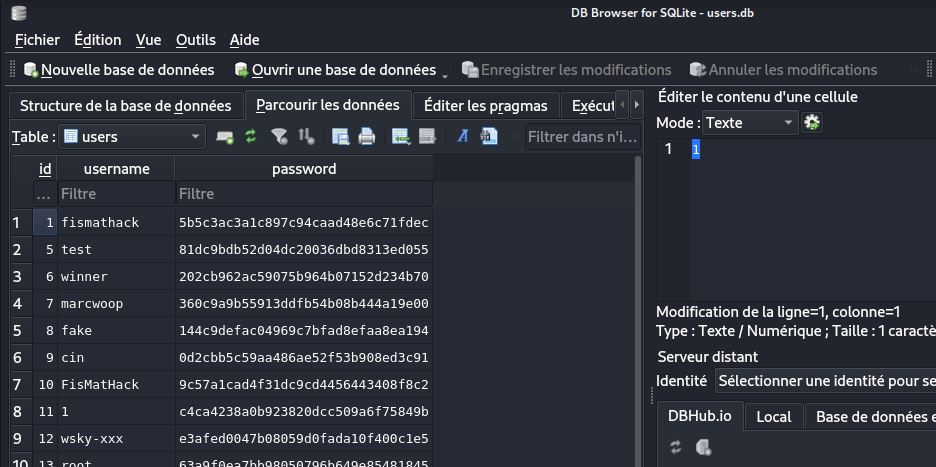 DB Browser for SQLite - users.db
Fichier Édition Vue Outils Aide
Nouvelle base de données Ouvrir une base de données Enregistrer les modifications Annuler les modifications
Structure de la base de données Parcourir les données Éditer les pragmas Exécut
Table : users Filtrer dans n'i...
id username password
... Filtre Filtre
1 1 fismathack 5b5c3ac3a1c897c94caad48e6c71fdec
2 5 test 81dc9bdb52d04dc20036dbd8313ed055
3 6 winner 202cb962ac59075b964b07152d234b70
4 7 marcwoop 360c9a9b55913ddfb54b08b444a19e00
5 8 fake 144c9defac04969c7bfad8efaa8ea194
6 9 cin 0d2cbb5c59aa486ae52f53b908ed3c91
7 10 FisMatHack 9c57a1cad4f31dc9cd4456443408f8c2
8 11 1 c4ca4238a0b923820dcc509a6f75849b
9 12 wsky-xxx e3afed0047b08059d0fada10f400c1e5
10 13 root 63a9f0ea7bb98050796b649e85481845
Éditer le contenu d'une cellule
Mode : Texte
1 1
Modification de la ligne=1, colonne=1
Type : Texte / Numérique ; Taille : 1 caractè
Serveur distant
Identité Sélectionner une identité pour se
DBHub.io Local Base de données e